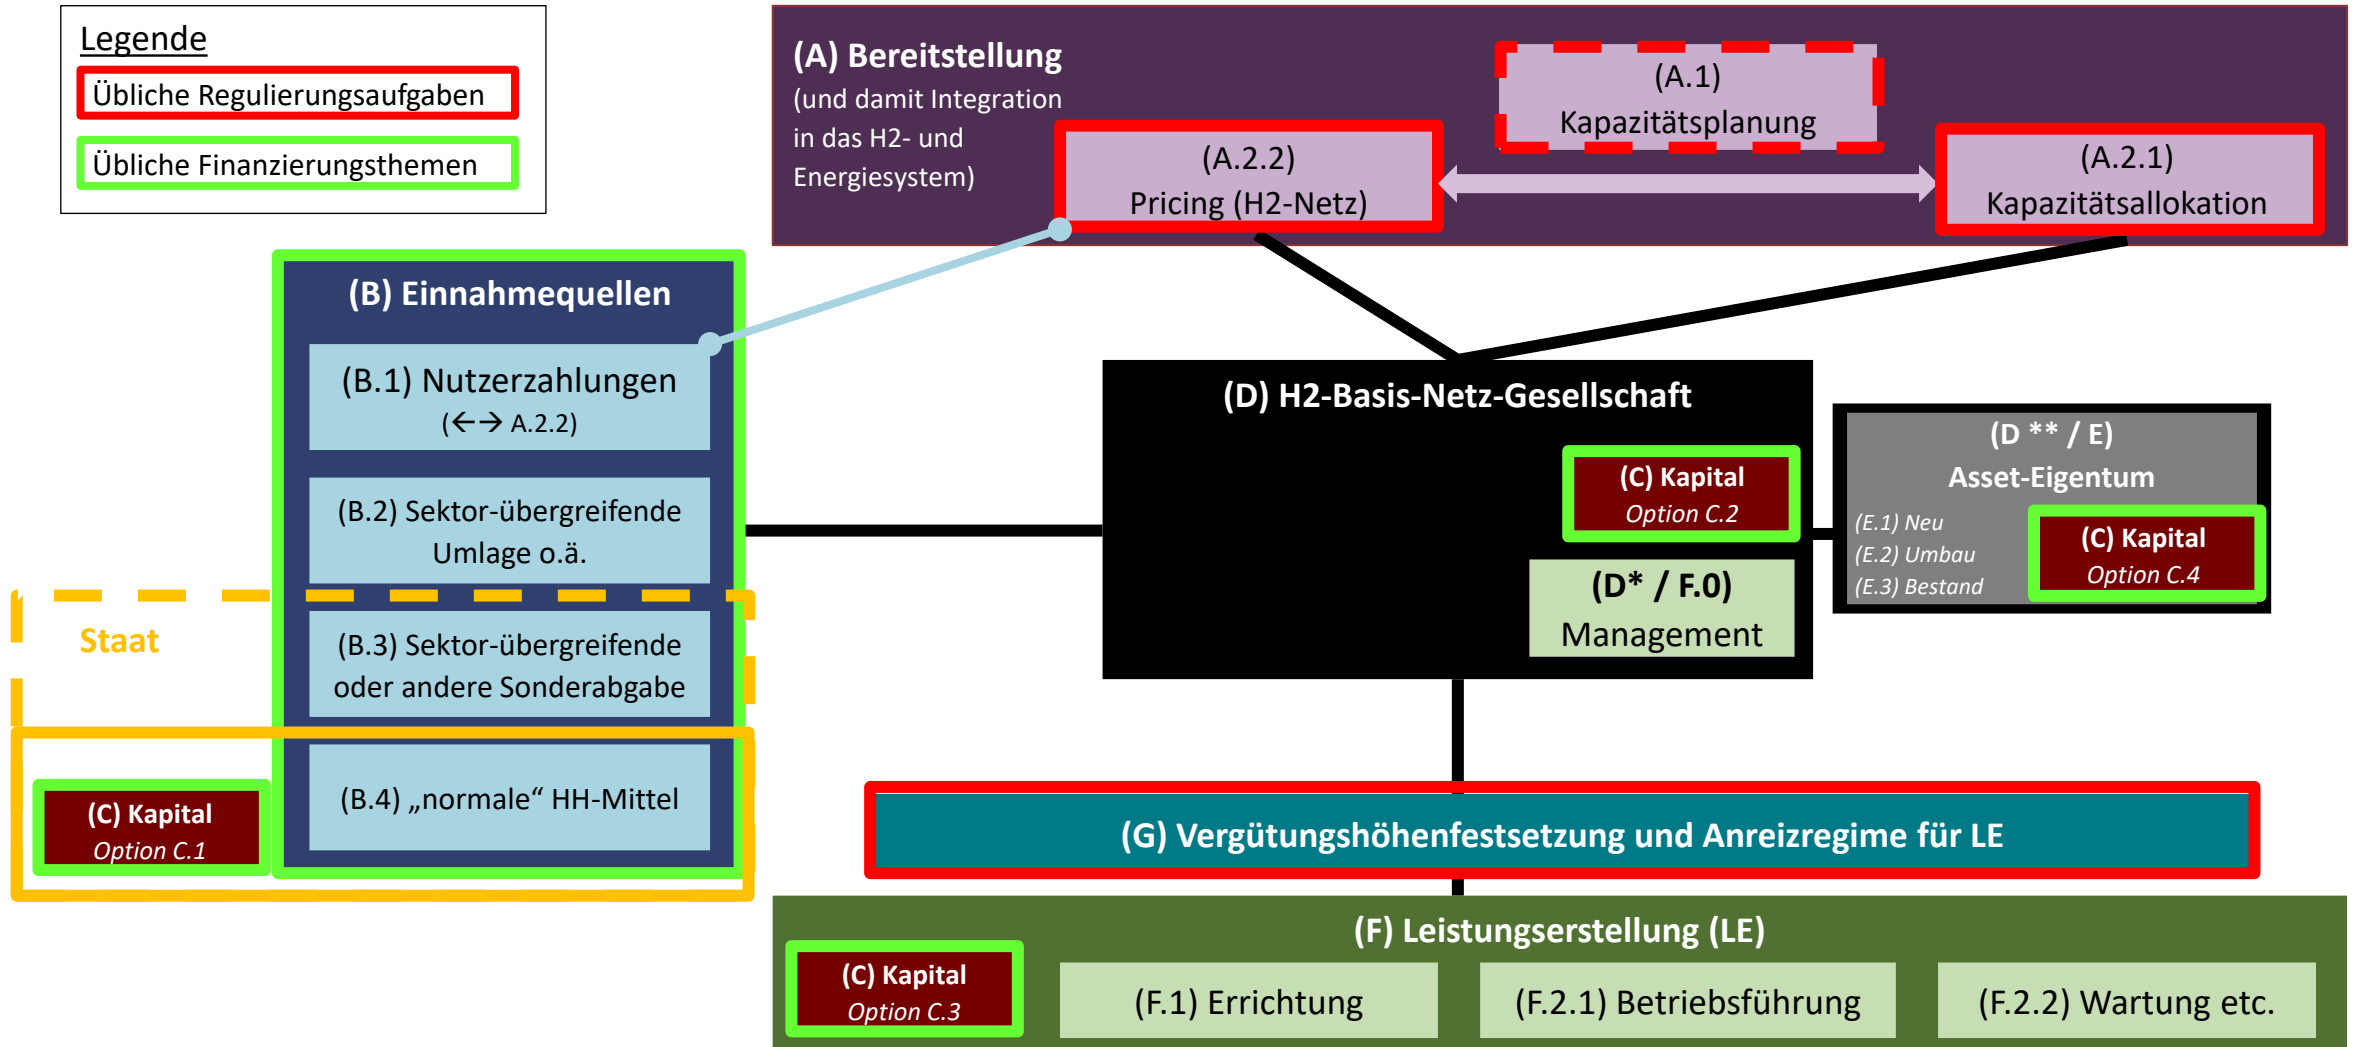 Legende
Übliche Regulierungsaufgaben
Übliche Finanzierungsthemen
(A) Bereitstellung
(und damit Integration
in das H2- und
Energiesystem)
(A.1)
Kapazitätsplanung
(A.2.2)
Pricing (H2-Netz)
(A.2.1)
Kapazitätsallokation
(B) Einnahmequellen
(B.1) Nutzerzahlungen
(←→ A.2.2)
(B.2) Sektor-übergreifende
Umlage o.ä.
(B.3) Sektor-übergreifende
oder andere Sonderabgabe
(B.4) „normale“ HH-Mittel
Staat
(C) Kapital
Option C.1
(D) H2-Basis-Netz-Gesellschaft
(C) Kapital
Option C.2
(D* / F.0)
Management
(D ** / E)
Asset-Eigentum
(E.1) Neu
(E.2) Umbau
(E.3) Bestand
(C) Kapital
Option C.4
(G) Vergütungshöhenfestsetzung und Anreizregime für LE
(F) Leistungserstellung (LE)
(C) Kapital
Option C.3
(F.1) Errichtung
(F.2.1) Betriebsführung
(F.2.2) Wartung etc.